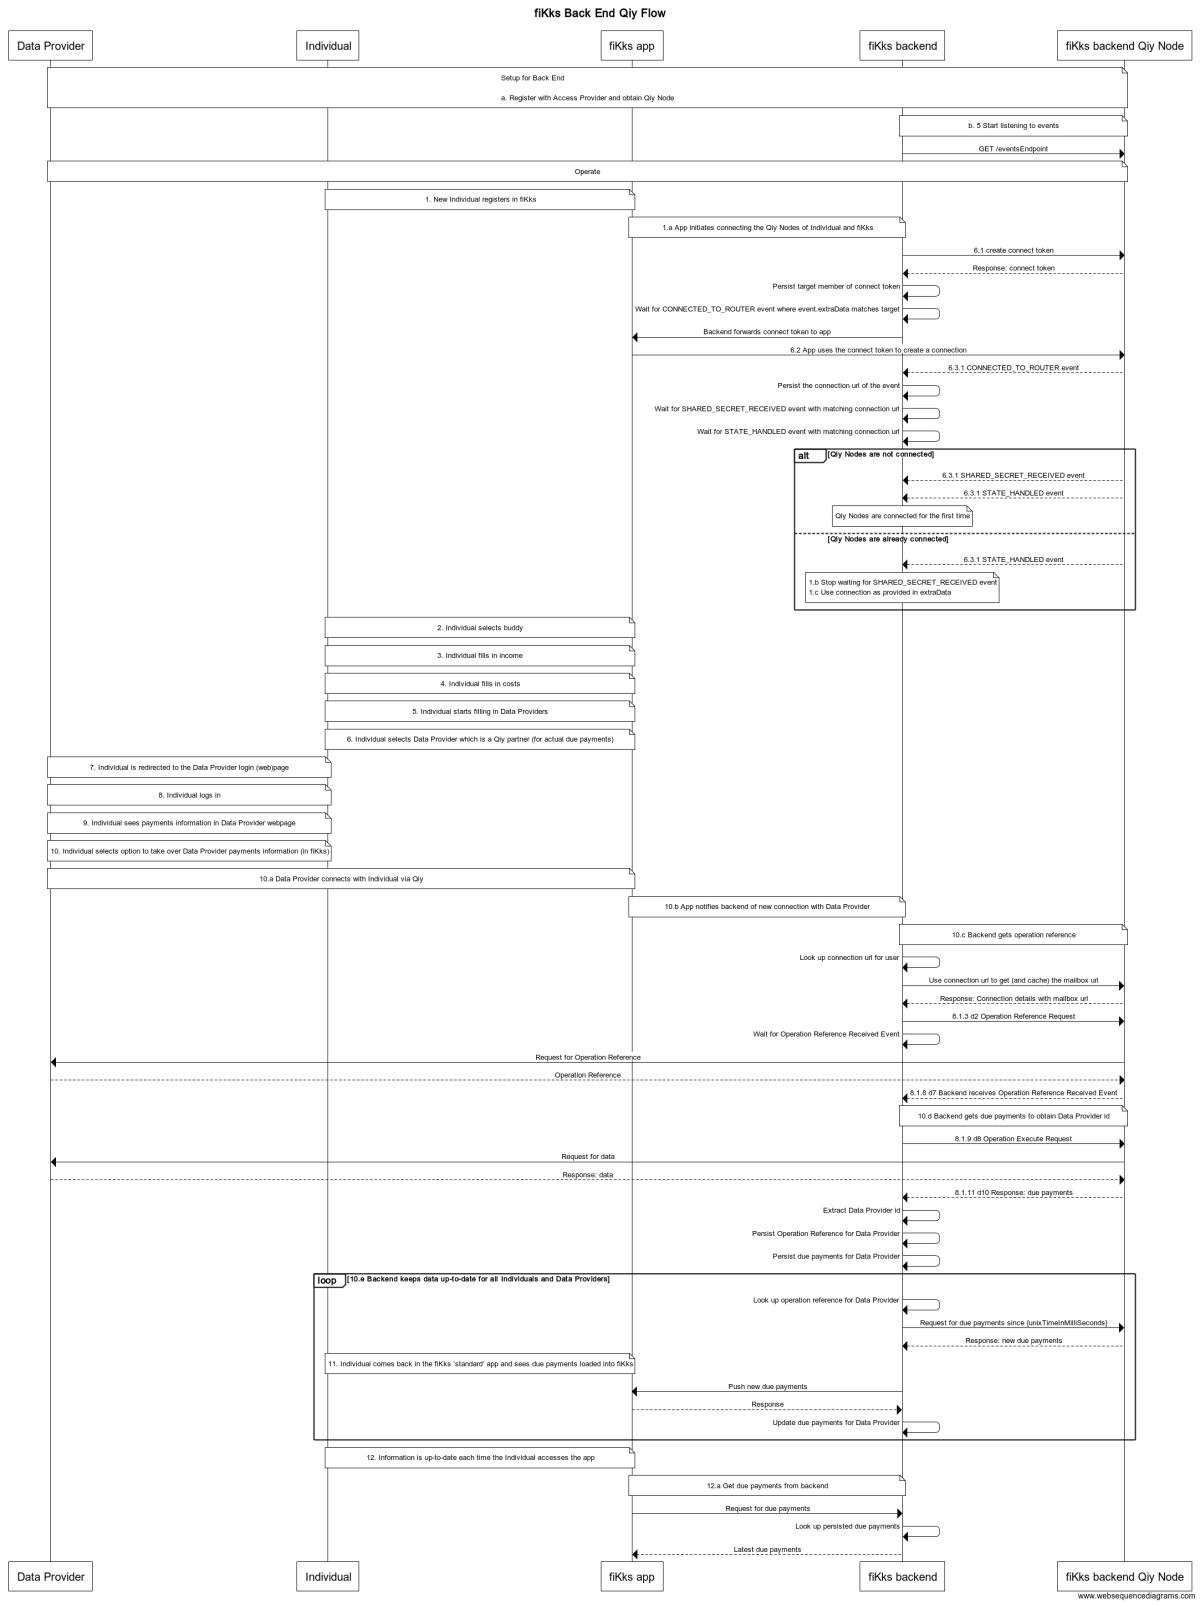 fiKks Back End Qiy Flow
Data Provider
Individual
fiKks app
fiKks backend
fiKks backend Qiy Node
Setup for Back End
a. Register with Access Provider and obtain Qiy Node
b. 5 Start listening to events
GET /eventsEndpoint
Operate
1. New Individual registers in fiKks
1.a App initiates connecting the Qiy Nodes of Individual and fiKks
6.1 create connect token
Response: connect token
Persist target member of connect token
Wait for CONNECTED_TO_ROUTER event where event.extraData matches target
Backend forwards connect token to app
6.2 App uses the connect token to create a connection
6.3.1 CONNECTED_TO_ROUTER event
Persist the connection url of the event
Wait for SHARED_SECRET_RECEIVED event with matching connection url
Wait for STATE_HANDLED event with matching connection url
alt
[Qiy Nodes are not connected]
6.3.1 SHARED_SECRET_RECEIVED event
6.3.1 STATE_HANDLED event
Qiy Nodes are connected for the first time
[Qiy Nodes are already connected]
6.3.1 STATE_HANDLED event
1.b Stop waiting for SHARED_SECRET_RECEIVED event
1.c Use connection as provided in extraData
2. Individual selects buddy
3. Individual fills in income
4. Individual fills in costs
5. Individual starts filling in Data Providers
6. Individual selects Data Provider which is a Qiy partner (for actual due payments)
7. Individual is redirected to the Data Provider login (web)page
8. Individual logs in
9. Individual sees payments information in Data Provider webpage
10. Individual selects option to take over Data Provider payments information (in fiKks)
10.a Data Provider connects with Individual via Qiy
10.b App notifies backend of new connection with Data Provider
10.c Backend gets operation reference
Look up connection url for user
Use connection url to get (and cache) the mailbox url
Response: Connection details with mailbox url
8.1.3 d2 Operation Reference Request
Wait for Operation Reference Received Event
Request for Operation Reference
Operation Reference
8.1.8 d7 Backend receives Operation Reference Received Event
10.d Backend gets due payments to obtain Data Provider id
8.1.9 d8 Operation Execute Request
Request for data
Response: data
8.1.11 d10 Response: due payments
Extract Data Provider id
Persist Operation Reference for Data Provider
Persist due payments for Data Provider
loop
[10.e Backend keeps data up-to-date for all Individuals and Data Providers]
Look up operation reference for Data Provider
Request for due payments since {unixTimeInMilliSeconds}
Response: new due payments
11. Individual comes back in the fiKks 'standard' app and sees due payments loaded into fiKks
Push new due payments
Response
Update due payments for Data Provider
12. Information is up-to-date each time the Individual accesses the app
12.a Get due payments from backend
Request for due payments
Look up persisted due payments
Latest due payments
Data Provider
Individual
fiKks app
fiKks backend
fiKks backend Qiy Node
www.websequencediagrams.com